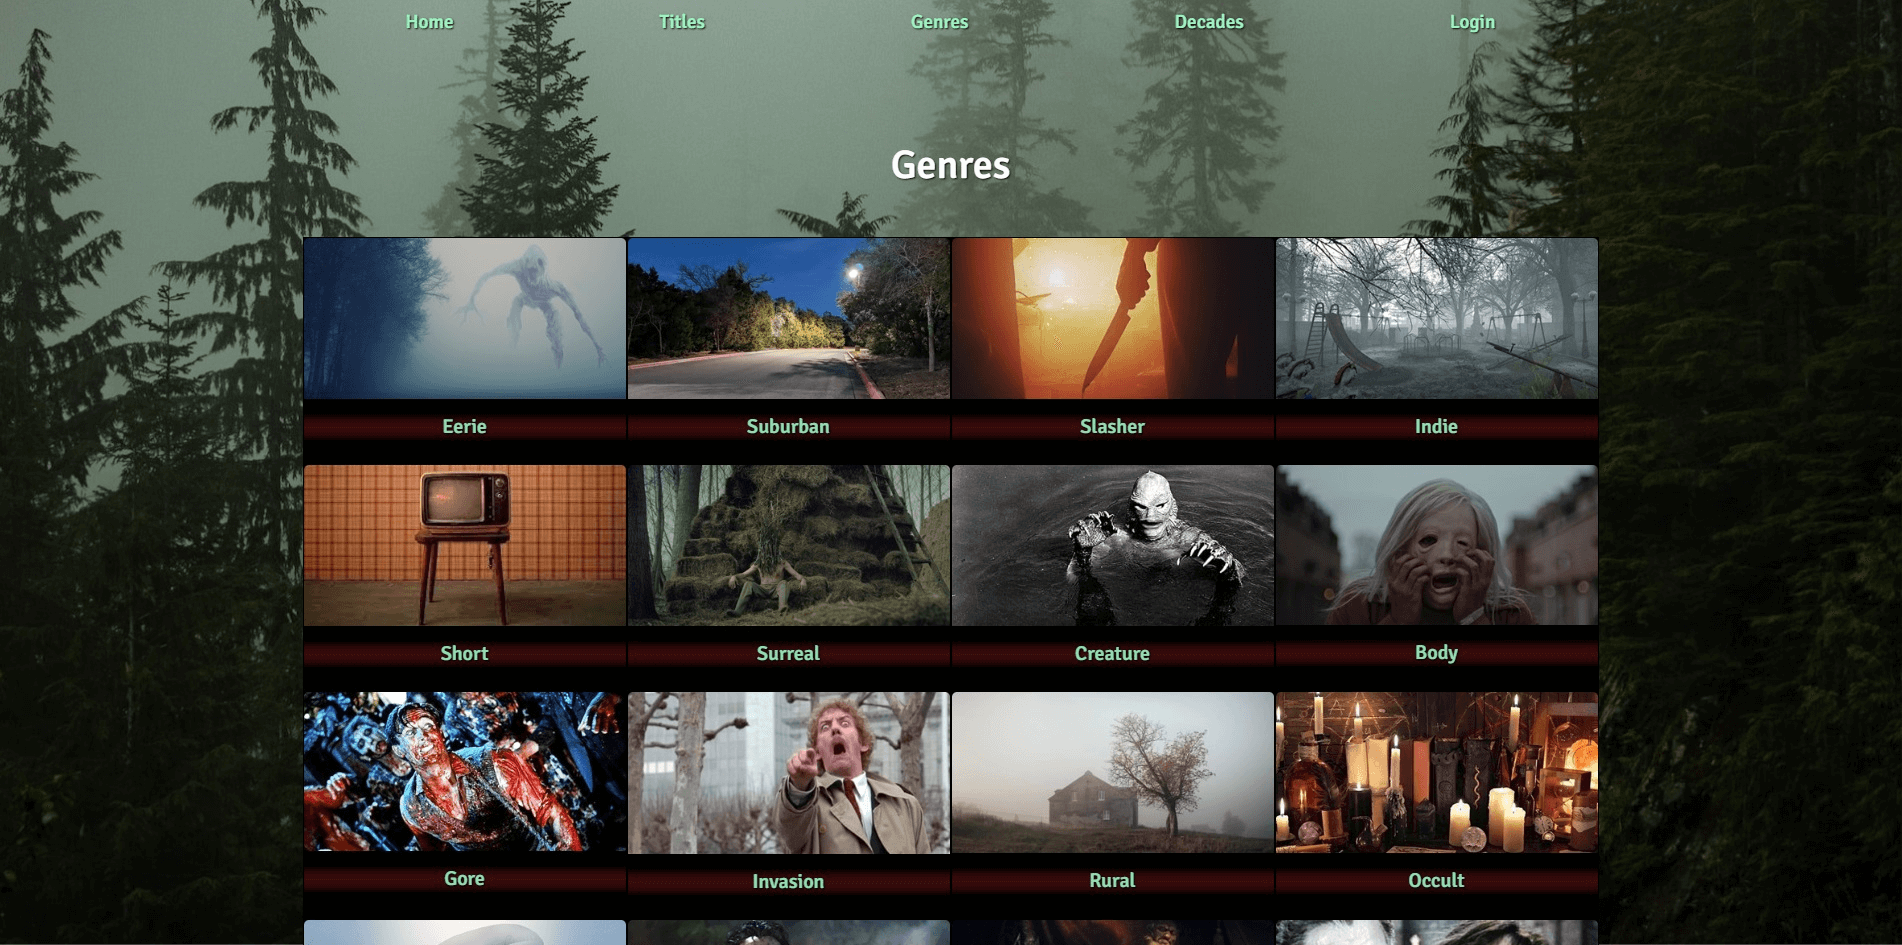 Home Titles Genres Decades Login
Genres
Eerie Suburban Slasher Indie
Short Surreal Creature Body
Gore Invasion Rural Occult